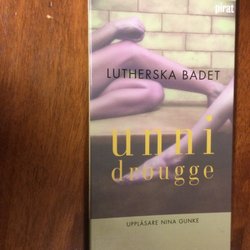 pirat
LUTHERSKA BADET
unni
drougge
UPPLÄSARE NINA GUNKE